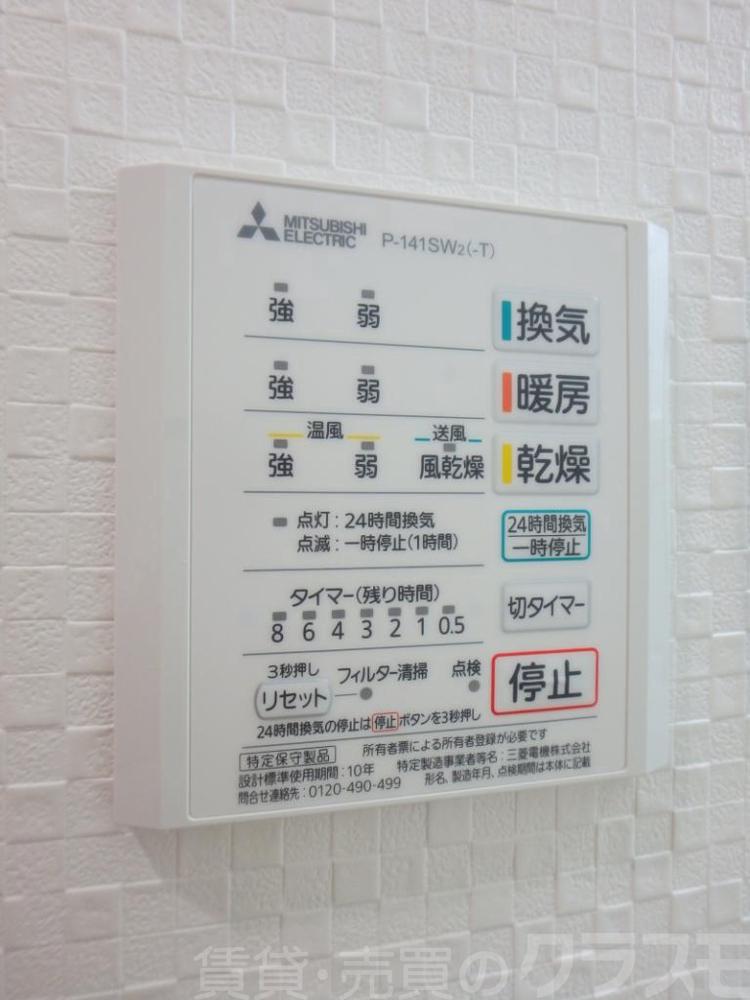 MITSUBISHI
ELECTRIC P-141SW2(-T)
強 弱 換気
強 弱 暖房
温風 送風
強 弱 風乾燥 乾燥
点灯：24時間換気
点滅：一時停止(1時間)
24時間換気
一時停止
タイマー(残り時間)
8 6 4 3 2 1 0.5
切タイマー
3秒押し
リセット フィルター清掃 点検
停止
24時間換気の停止は停止ボタンを3秒押し
特定保守製品 所有者票による所有者登録が必要です
設計標準使用期間：10年 特定製造事業者等名：三菱電機株式会社
問合せ連絡先：0120-490-499 形名、製造年月、点検期間は本体に記載
賃貸・売買のクラスモ